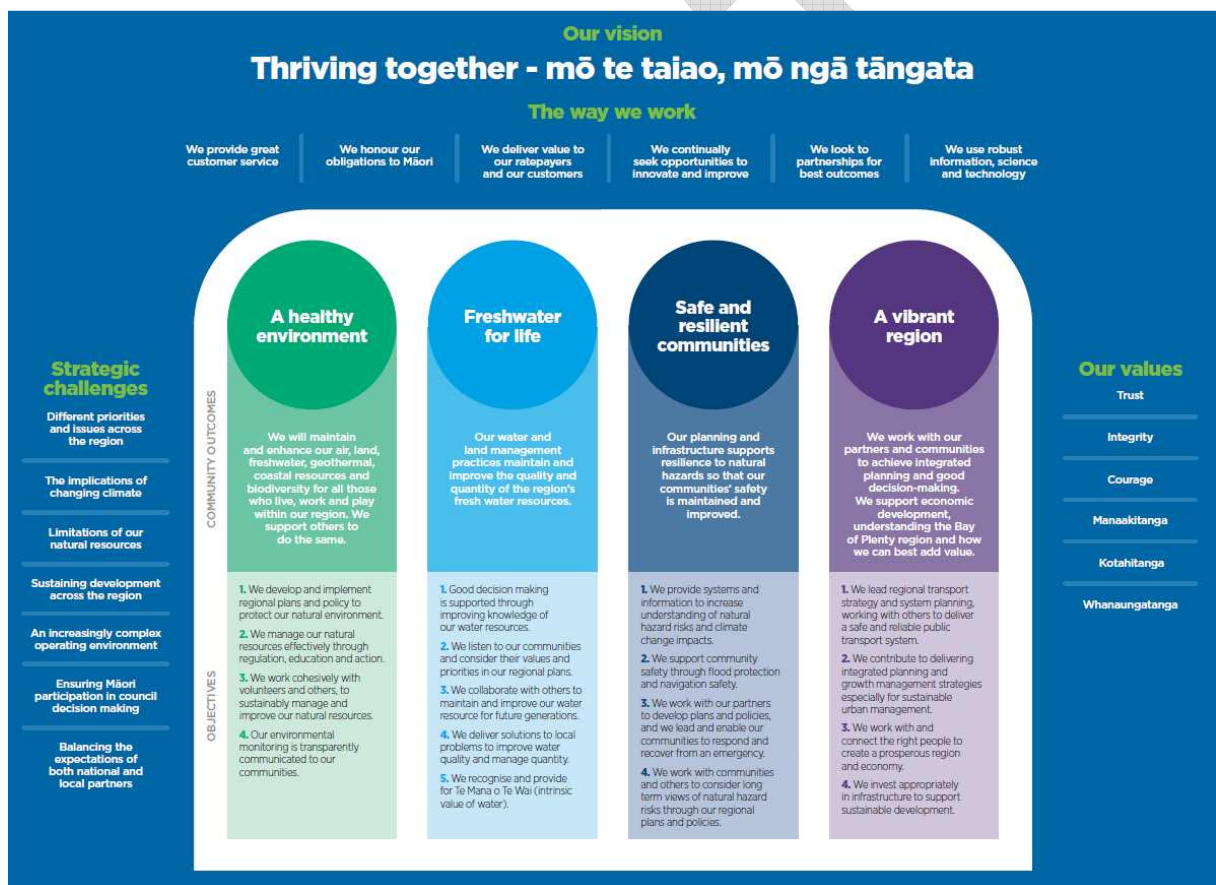 Our vision
Thriving together - mō te taiao, mō ngā tāngata
The way we work
We provide great
customer service
We honour our
obligations to Māori
We deliver value to
our ratepayers
and our customers
We continually
seek opportunities to
innovate and improve
We look to
partnerships for
best outcomes
We use robust
information, science
and technology
Strategic
challenges
Different priorities
and issues across
the region
The implications of
changing climate
Limitations of our
natural resources
Sustaining development
across the region
An increasingly complex
operating environment
Ensuring Māori
participation in council
decision making
Balancing the
expectations of
both national and
local partners
COMMUNITY OUTCOMES
OBJECTIVES
A healthy
environment
We will maintain
and enhance our air, land,
freshwater, geothermal,
coastal resources and
biodiversity for all those
who live, work and play
within our region. We
support others to
do the same.
1. We develop and implement
regional plans and policy to
protect our natural environment.
2. We manage our natural
resources effectively through
regulation, education and action.
3. We work cohesively with
volunteers and others, to
sustainably manage and
improve our natural resources.
4. Our environmental
monitoring is transparently
communicated to our
communities.
Freshwater
for life
Our water and
land management
practices maintain and
improve the quality and
quantity of the region's
fresh water resources.
1. Good decision making
is supported through
improving knowledge of
our water resources.
2. We listen to our communities
and consider their values and
priorities in our regional plans.
3. We collaborate with others to
maintain and improve our water
resource for future generations.
4. We deliver solutions to local
problems to improve water
quality and manage quantity.
5. We recognise and provide
for Te Mana o Te Wai (intrinsic
value of water).
Safe and
resilient
communities
Our planning and
infrastructure supports
resilience to natural
hazards so that our
communities' safety
is maintained and
improved.
1. We provide systems and
information to increase
understanding of natural
hazard risks and climate
change impacts.
2. We support community
safety through flood protection
and navigation safety.
3. We work with our partners
to develop plans and policies,
and we lead and enable our
communities to respond and
recover from an emergency.
4. We work with communities
and others to consider long
term views of natural hazard
risks through our regional
plans and policies.
A vibrant
region
We work with our
partners and communities
to achieve integrated
planning and good
decision-making.
We support economic
development,
understanding the Bay
of Plenty region and how
we can best add value.
1. We lead regional transport
strategy and system planning,
working with others to deliver
a safe and reliable public
transport system.
2. We contribute to delivering
integrated planning and
growth management strategies
especially for sustainable
urban management.
3. We work with and
connect the right people to
create a prosperous region
and economy.
4. We invest appropriately
in infrastructure to support
sustainable development.
Our values
Trust
Integrity
Courage
Manaakitanga
Kotahitanga
Whanaungatanga